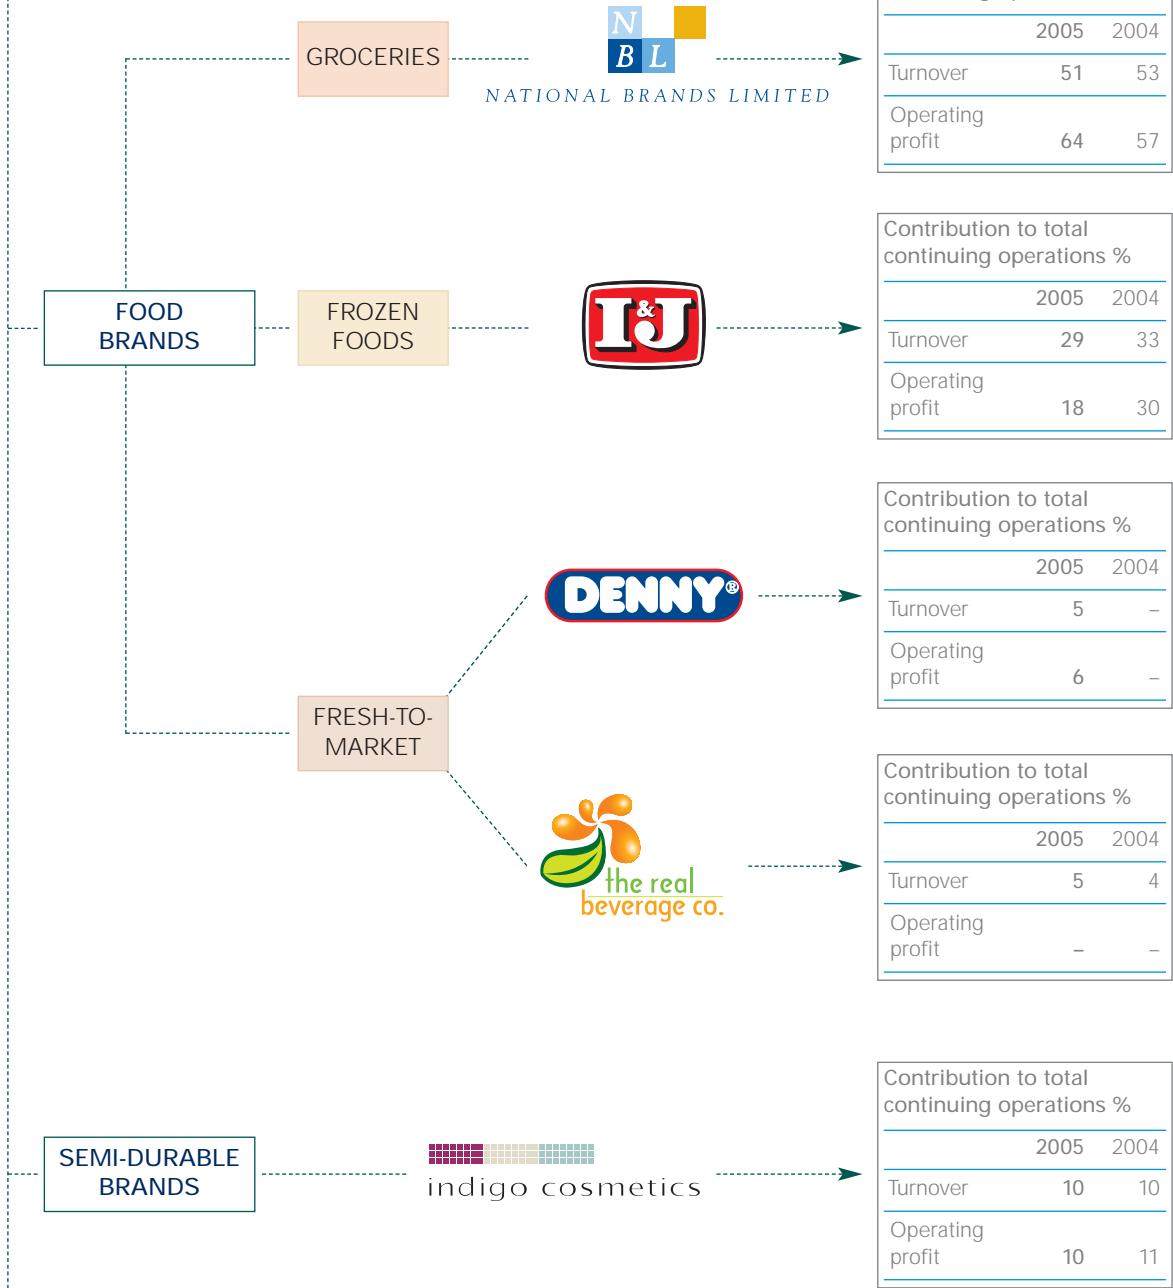 2005 2004
GROCERIES
N
B L
NATIONAL BRANDS LIMITED
Turnover 51 53
Operating
profit 64 57
Contribution to total
continuing operations %
2005 2004
FOOD
BRANDS
FROZEN
FOODS
I&J
Turnover 29 33
Operating
profit 18 30
Contribution to total
continuing operations %
2005 2004
DENNY®
Turnover 5 –
Operating
profit 6 –
FRESH-TO-
MARKET
Contribution to total
continuing operations %
2005 2004
the real
beverage co.
Turnover 5 4
Operating
profit – –
Contribution to total
continuing operations %
2005 2004
SEMI-DURABLE
BRANDS
indigo cosmetics
Turnover 10 10
Operating
profit 10 11